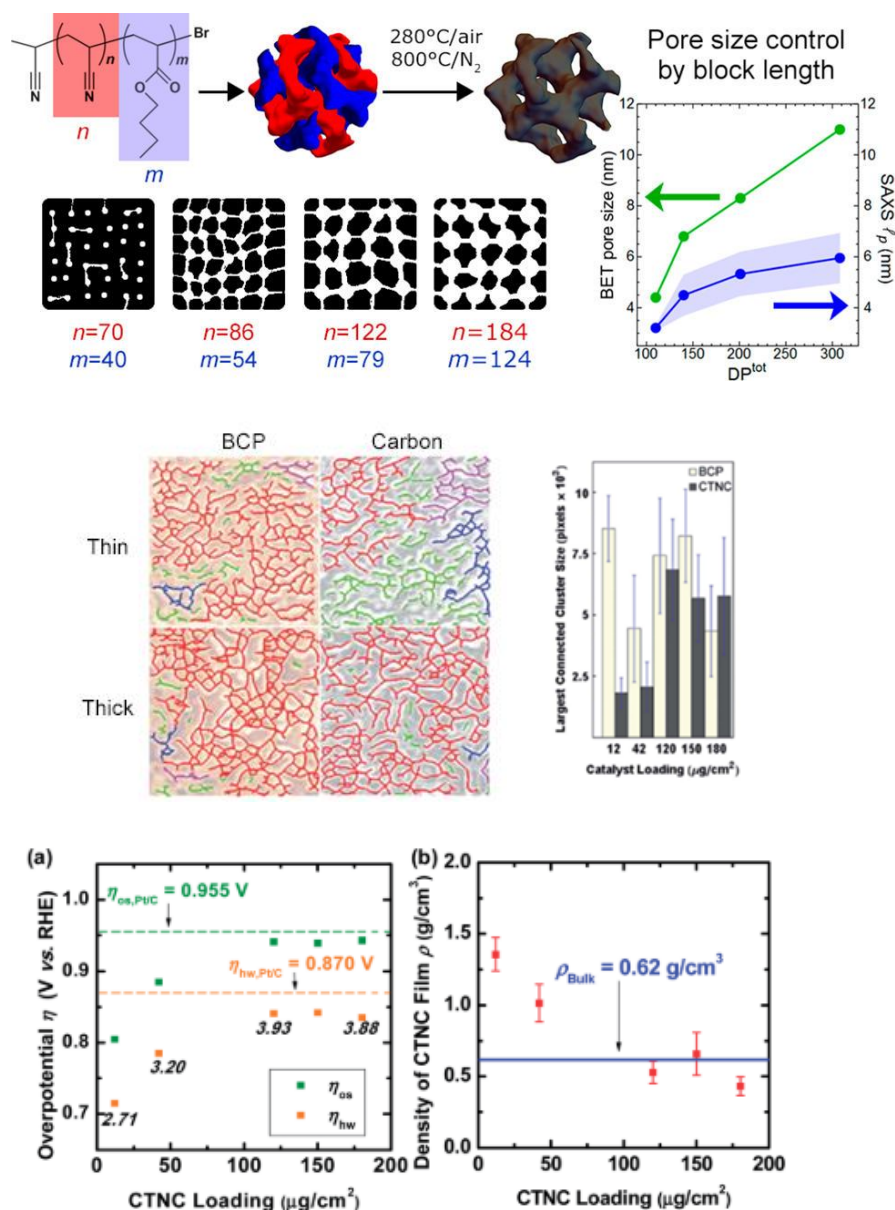 Br
n
m
N
N
O
O
n
m
280°C/air
800°C/N₂
Pore size control
by block length
BET pore size (nm)
12
10
8
6
4
12
10
8
6
4
SAXS ℓp (nm)
100 150 200 250 300
DPᵗᵒᵗ
n=70 n=86 n=122 n=184
m=40 m=54 m=79 m=124
BCP Carbon
Thin
Thick
Largest Connected Cluster Size (pixels × 10³)
10
7.5
5
2.5
BCP
CTNC
12 42 120 150 180
Catalyst Loading (μg/cm²)
(a)
Overpotential η (V vs. RHE)
1.0
0.9
0.8
0.7
ηos,Pt/C = 0.955 V
ηhw,Pt/C = 0.870 V
2.71
3.20
3.93
3.88
ηos
ηhw
0 50 100 150 200
CTNC Loading (μg/cm²)
(b)
Density of CTNC Film ρ (g/cm³)
2.0
1.5
1.0
0.5
0.0
ρBulk = 0.62 g/cm³
0 50 100 150 200
CTNC Loading (μg/cm²)